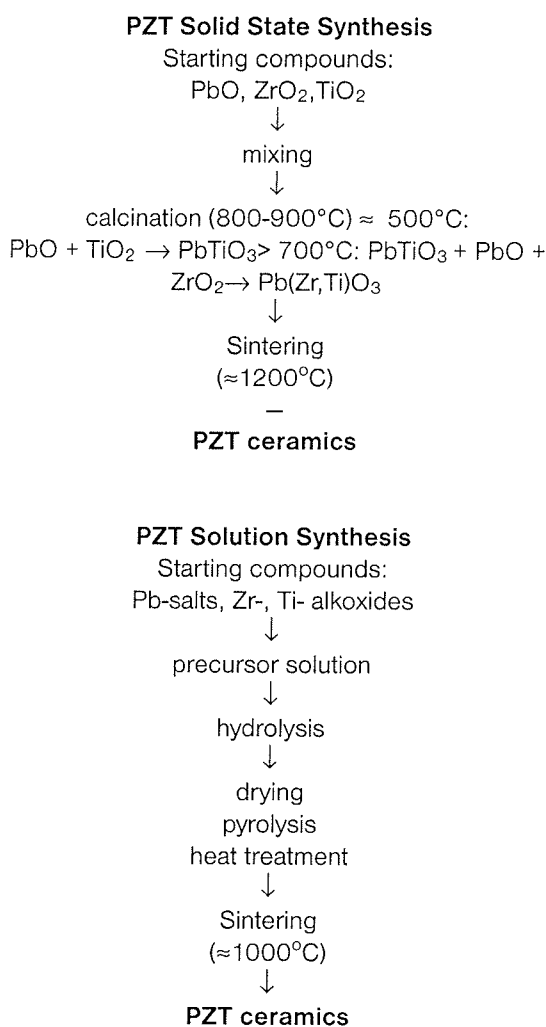 PZT Solid State Synthesis
Starting compounds:
PbO, ZrO₂,TiO₂
↓
mixing
↓
calcination (800-900°C) ≈ 500°C:
PbO + TiO₂ → PbTiO₃> 700°C: PbTiO₃ + PbO +
ZrO₂→ Pb(Zr,Ti)O₃
↓
Sintering
(≈1200°C)
–
PZT ceramics
PZT Solution Synthesis
Starting compounds:
Pb-salts, Zr-, Ti- alkoxides
↓
precursor solution
↓
hydrolysis
↓
drying
pyrolysis
heat treatment
↓
Sintering
(≈1000°C)
↓
PZT ceramics